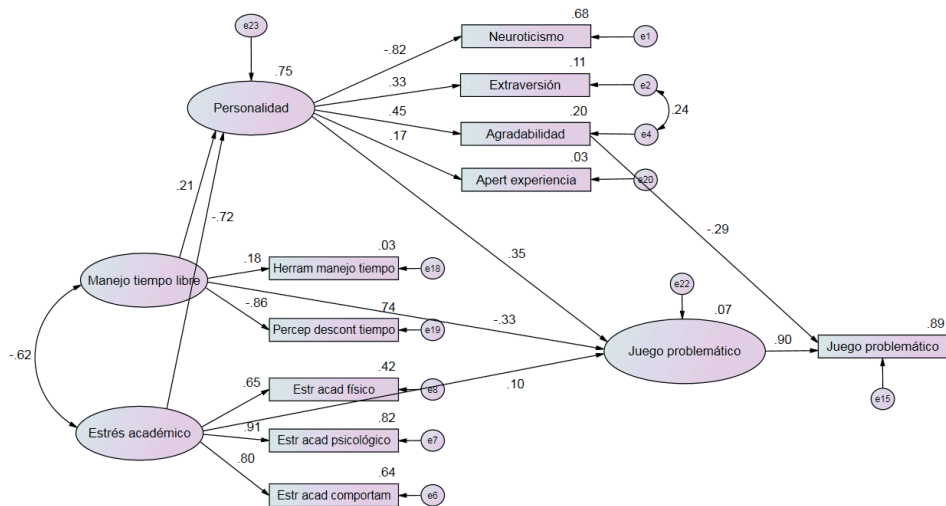 e23
.68
Neuroticismo
e1
-.82
.75
.11
Personalidad
.33
Extraversión
e2
.45
.20
.24
Agradabilidad
e4
.17
.03
Apert experiencia
e20
.21
-.72
-.29
.35
.03
.18
Herram manejo tiempo
e18
Manejo tiempo libre
e22
-.86
.74
-.33
.07
Percep descont tiempo
e19
.90
.89
Juego problemático
Juego problemático
-.62
.42
.65
Estr acad físico
e8
.10
e15
.82
Estrés académico
.91
Estr acad psicológico
e7
.80
.64
Estr acad comportam
e6